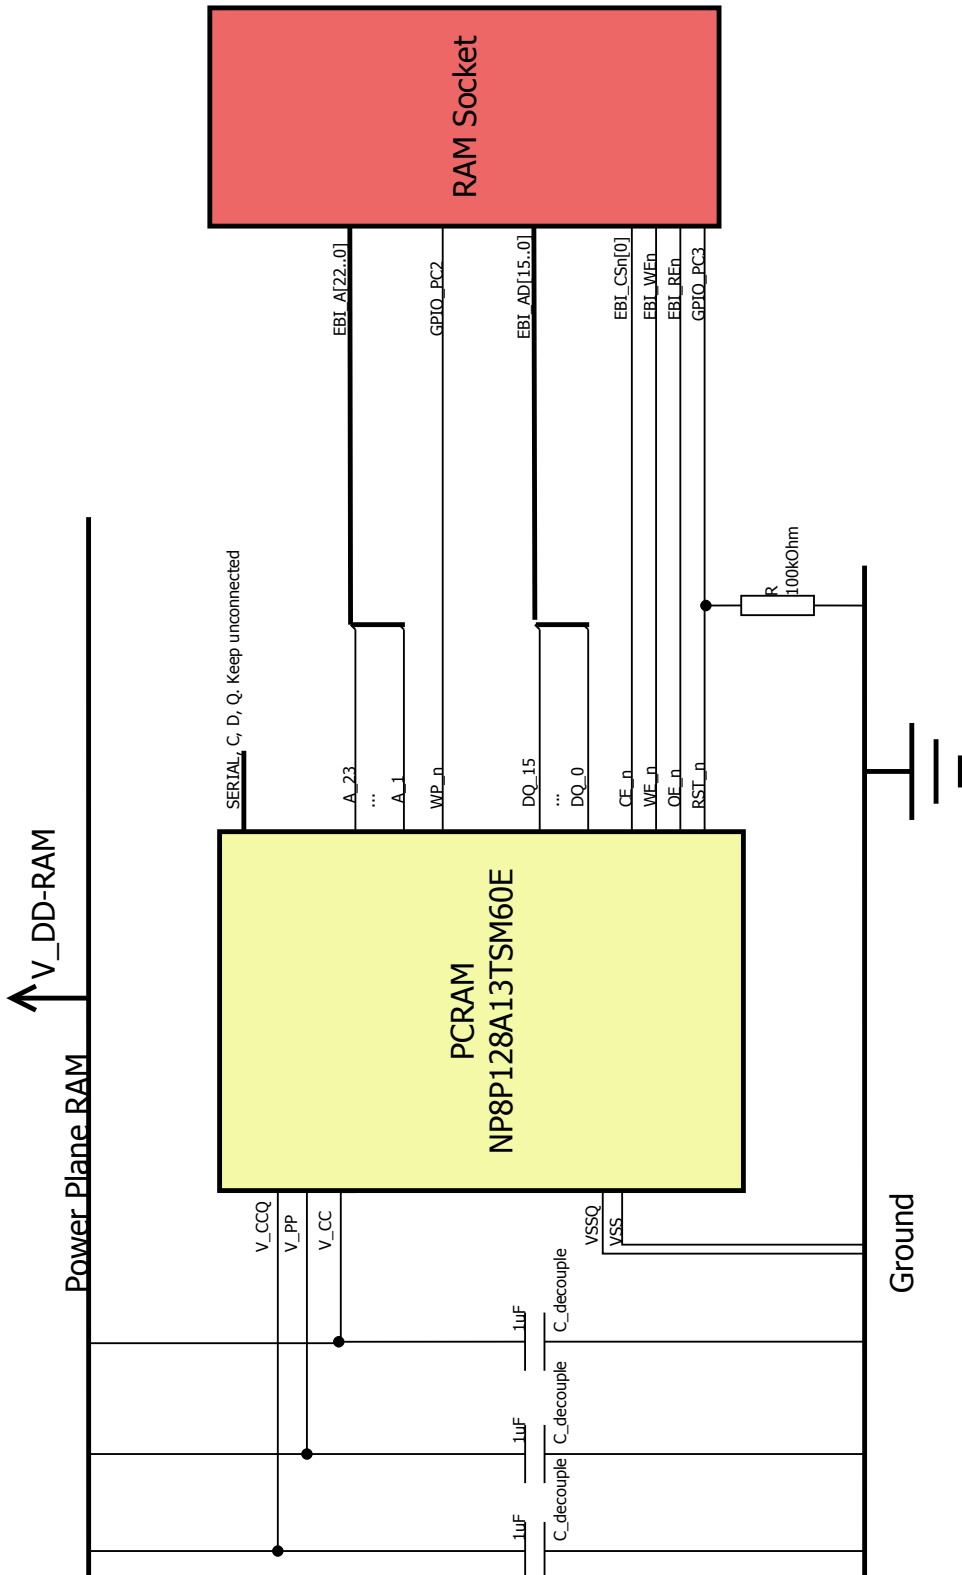 RAM Socket
EBI_A[22..0]
GPIO_PC2
EBI_AD[15..0]
EBI_CSn[0]
EBI_WEn
EBI_REn
GPIO_PC3
R
100kOhm
SERIAL, C, D, Q. Keep unconnected
A_23
...
A_1
WP_n
DQ_15
...
DQ_0
CE_n
WE_n
OE_n
RST_n
V_DD-RAM
Power Plane RAM
PCRAM
NP8P128A13TSM60E
V_CCQ
V_PP
V_CC
VSSQ
VSS
Ground
1uF
C_decouple
1uF
C_decouple
1uF
C_decouple